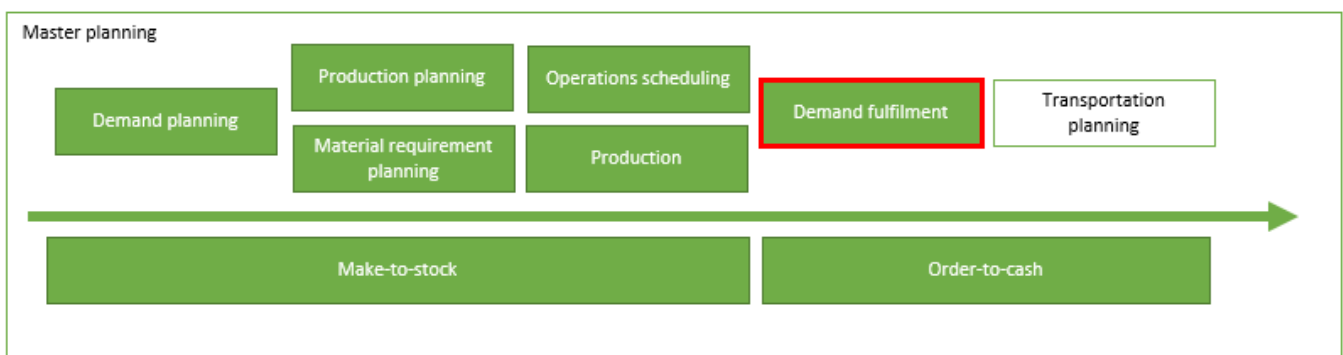 Master planning
Production planning
Operations scheduling
Demand planning
Demand fulfilment
Transportation
planning
Material requirement
planning
Production
Make-to-stock
Order-to-cash